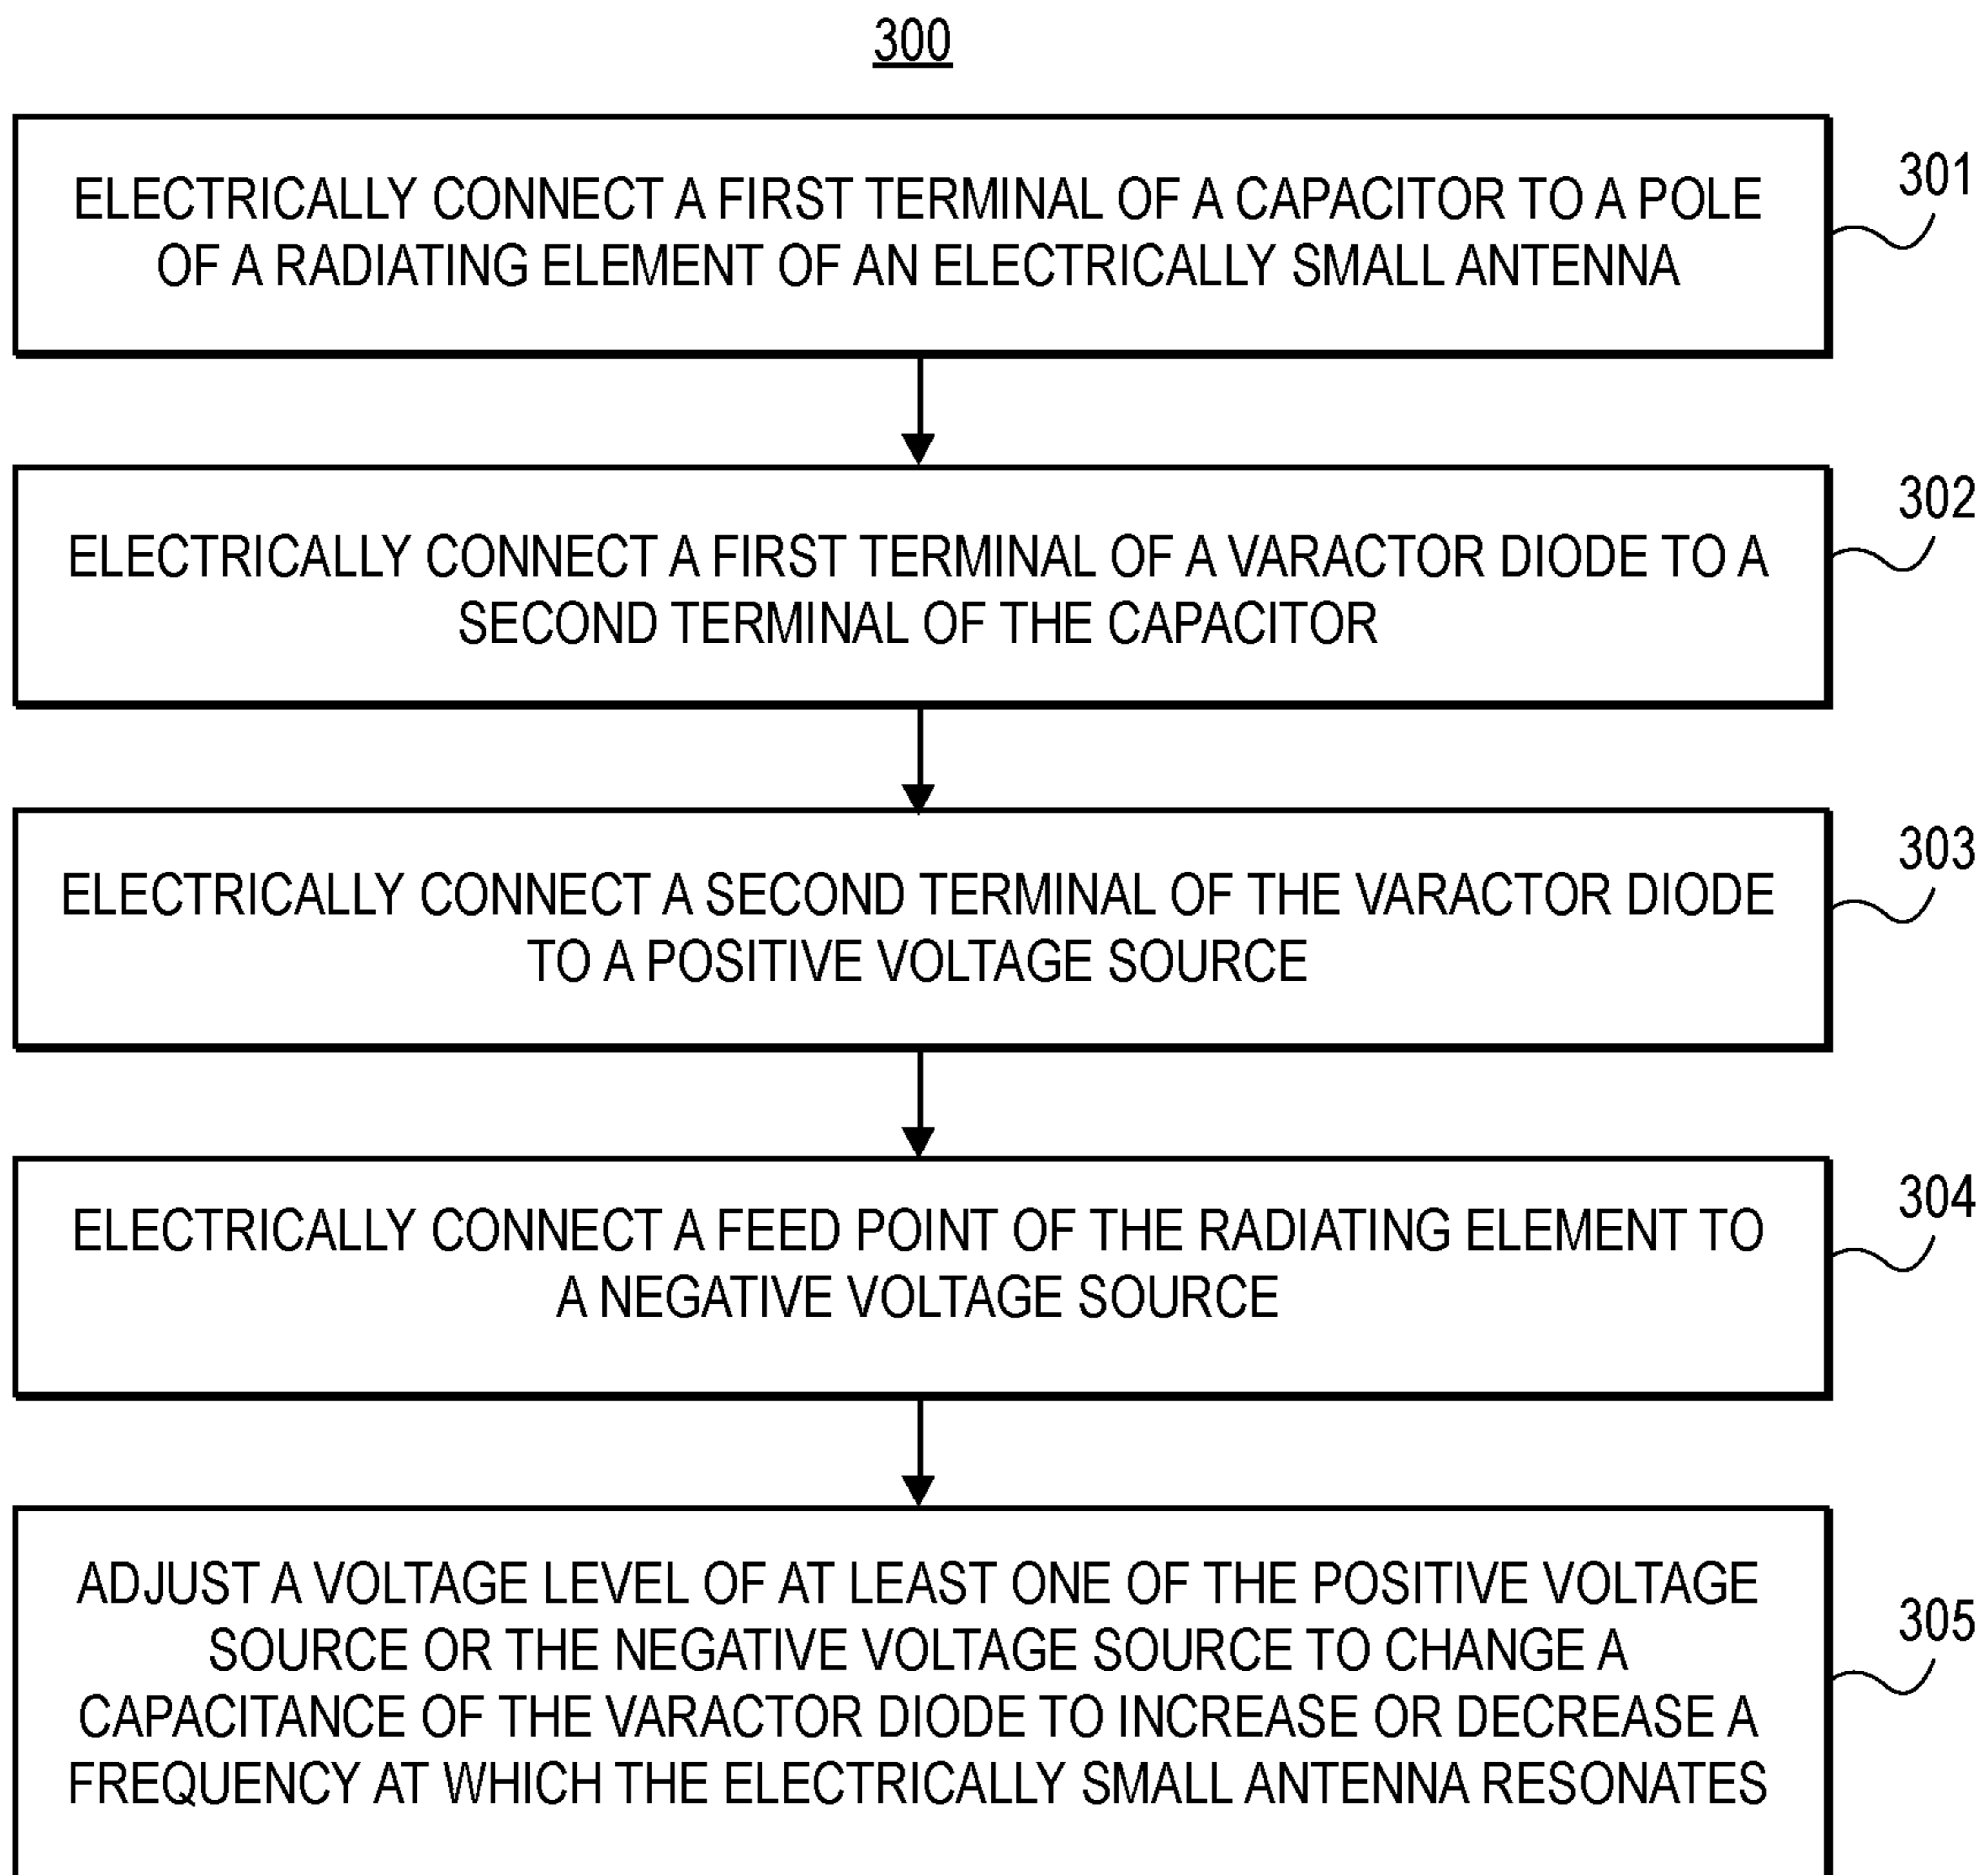 300
ELECTRICALLY CONNECT A FIRST TERMINAL OF A CAPACITOR TO A POLE
OF A RADIATING ELEMENT OF AN ELECTRICALLY SMALL ANTENNA
301
ELECTRICALLY CONNECT A FIRST TERMINAL OF A VARACTOR DIODE TO A
SECOND TERMINAL OF THE CAPACITOR
302
ELECTRICALLY CONNECT A SECOND TERMINAL OF THE VARACTOR DIODE
TO A POSITIVE VOLTAGE SOURCE
303
ELECTRICALLY CONNECT A FEED POINT OF THE RADIATING ELEMENT TO
A NEGATIVE VOLTAGE SOURCE
304
ADJUST A VOLTAGE LEVEL OF AT LEAST ONE OF THE POSITIVE VOLTAGE
SOURCE OR THE NEGATIVE VOLTAGE SOURCE TO CHANGE A
CAPACITANCE OF THE VARACTOR DIODE TO INCREASE OR DECREASE A
FREQUENCY AT WHICH THE ELECTRICALLY SMALL ANTENNA RESONATES
305